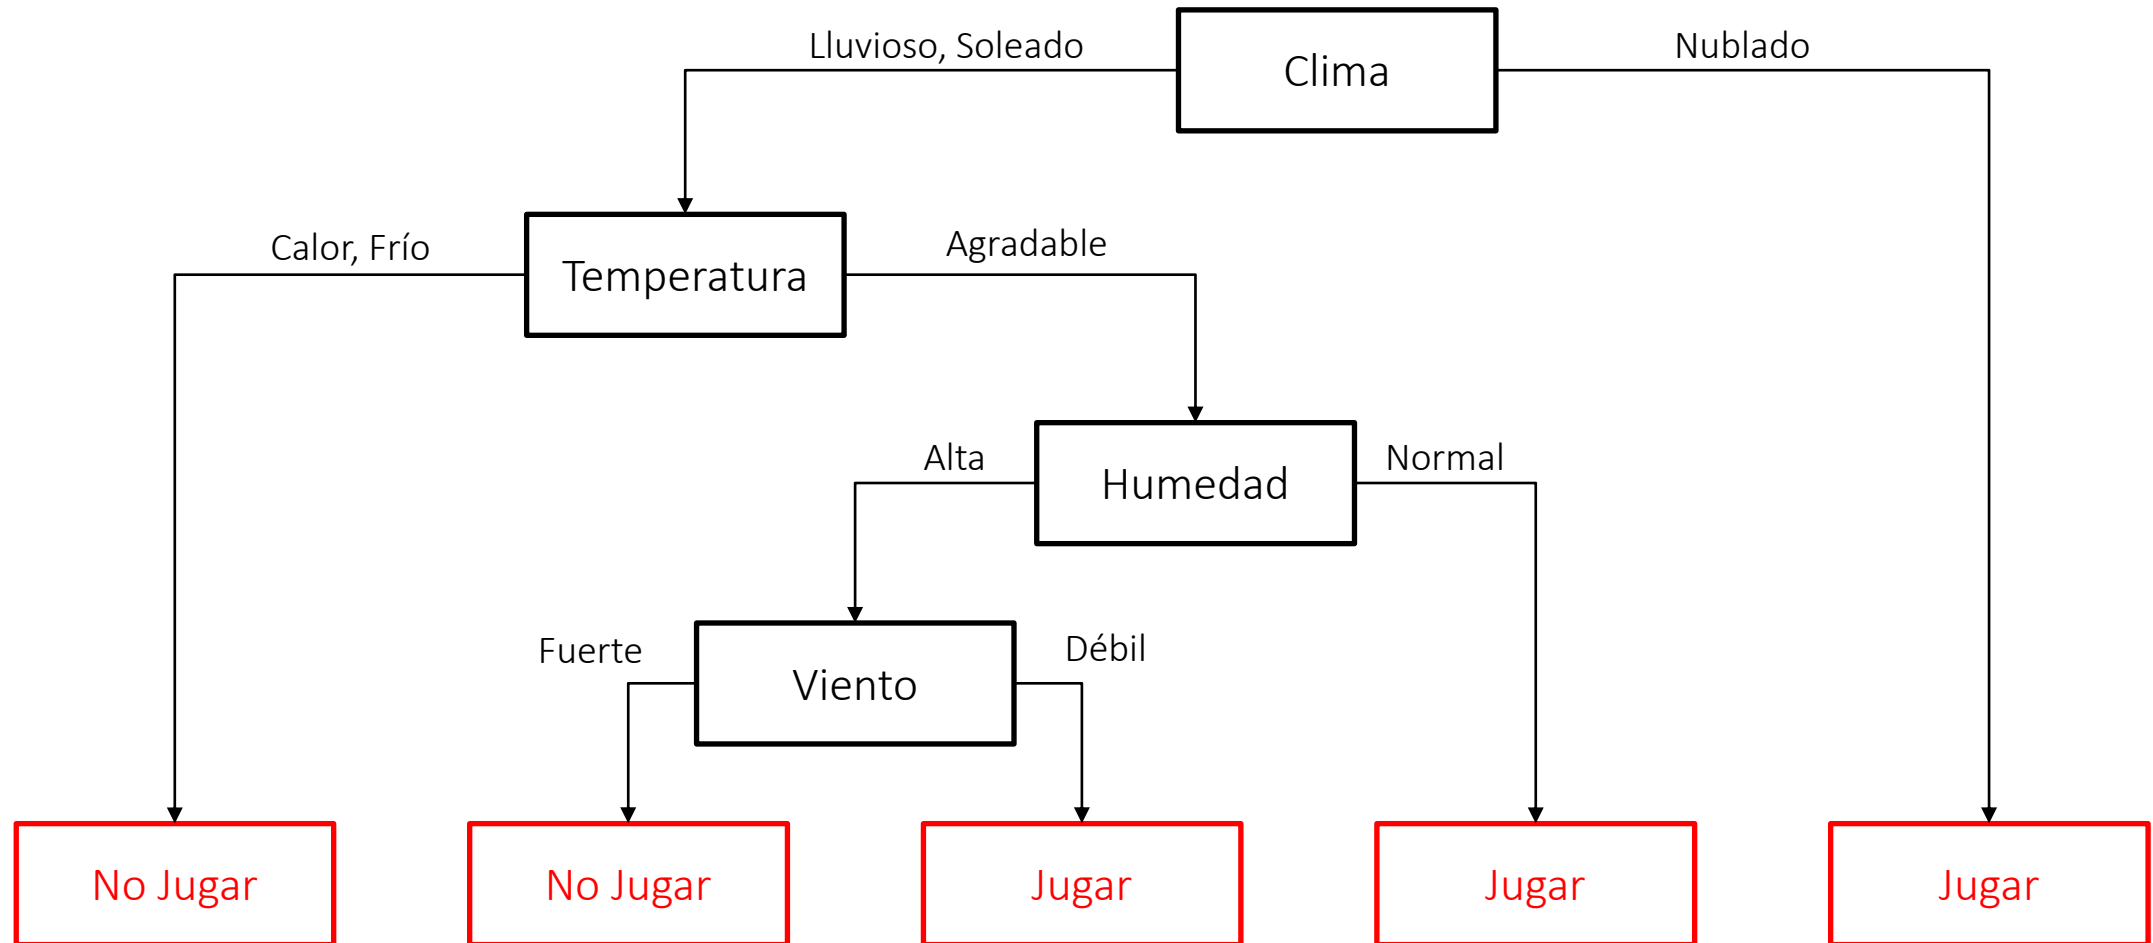 Lluvioso, Soleado
Clima
Nublado
Calor, Frío
Temperatura
Agradable
Alta
Humedad
Normal
Fuerte
Viento
Débil
No Jugar
No Jugar
Jugar
Jugar
Jugar